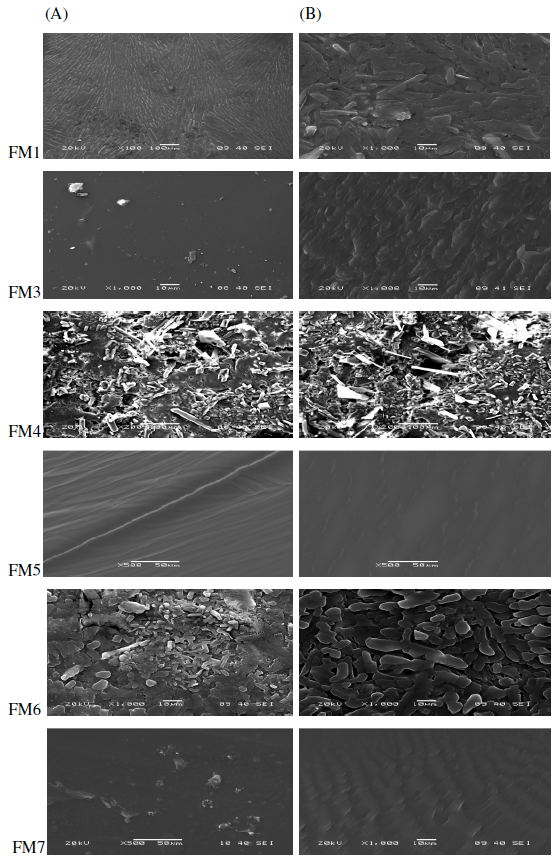 (A) (B)
20kV X100 100µm 09 40 SEI
20kV X1,000 10µm 09 40 SEI
FM1
20kV X1,000 10µm 08 40 SEI
20kV X1,000 10µm 09 41 SEI
FM3
20kV
FM4
X500 50µm
X500 50µm
FM5
20kV X1,000 10µm 09 40 SEI
20kV X1,000 10µm 09 40 SEI
FM6
20kV X500 50µm 10 40 SEI
20kV X1,000 10µm 09 40 SEI
FM7